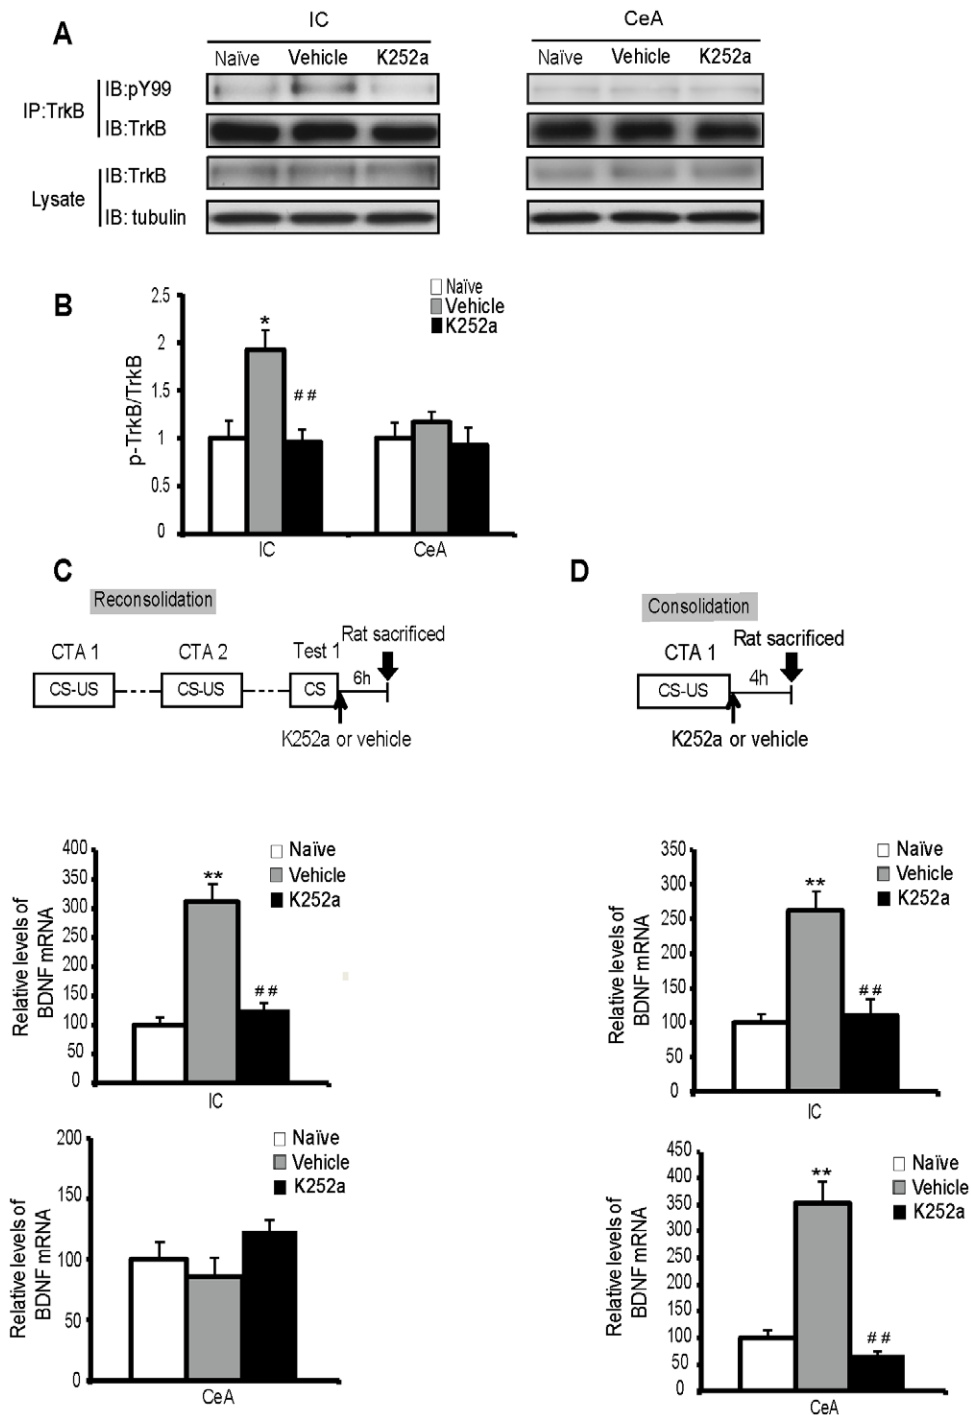 A
IC
CeA
Naïve Vehicle K252a
Naïve Vehicle K252a
IP:TrkB
IB:pY99
IB:TrkB
Lysate
IB:TrkB
IB: tubulin
B
Naïve
Vehicle
K252a
p-TrkB/TrkB
2.5
2
1.5
1
0.5
0
*
##
IC
CeA
C
Reconsolidation
CTA 1
CTA 2
Test 1
Rat sacrificed
CS-US
CS-US
CS
6h
K252a or vehicle
D
Consolidation
CTA 1
Rat sacrificed
CS-US
4h
K252a or vehicle
Relative levels of
BDNF mRNA
400
350
300
250
200
150
100
50
0
**
##
Naïve
Vehicle
K252a
IC
Relative levels of
BDNF mRNA
350
300
250
200
150
100
50
0
**
##
Naïve
Vehicle
K252a
IC
Relative levels of
BDNF mRNA
200
150
100
50
0
Naïve
Vehicle
K252a
CeA
Relative levels of
BDNF mRNA
450
400
350
300
250
200
150
100
50
0
**
##
Naïve
Vehicle
K252a
CeA